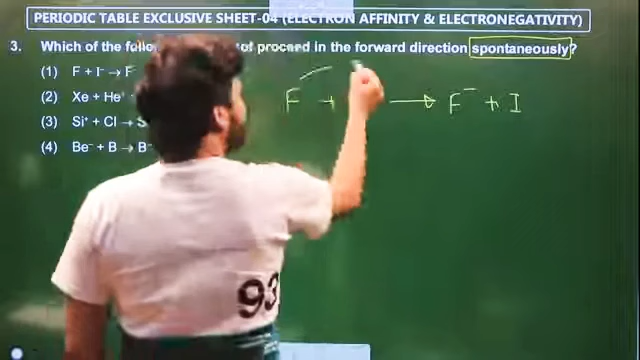 PERIODIC TABLE EXCLUSIVE SHEET-04 (ELECTRON AFFINITY & ELECTRONEGATIVITY)
3. Which of the proceed in the forward direction spontaneously?
(1) F + I⁻ → F
(2) Xe + He⁺
(3) Si⁺ + Cl → S
(4) Be⁻ + B → B⁻
F + → F⁻ + I
93